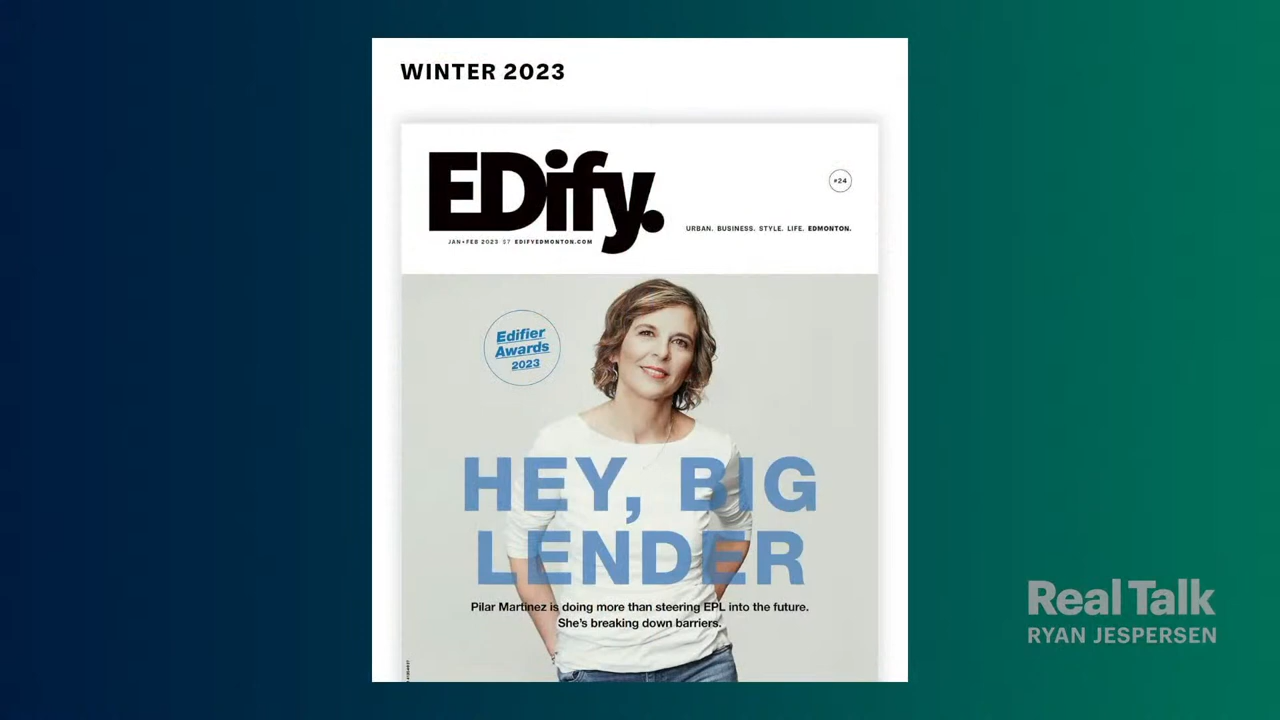 WINTER 2023
EDify.
#24
JAN+FEB 2023 $7 EDIFYEDMONTON.COM
URBAN. BUSINESS. STYLE. LIFE. EDMONTON.
Edifier
Awards
2023
HEY, BIG
LENDER
Pilar Martinez is doing more than steering EPL into the future.
She's breaking down barriers.
Real Talk
RYAN JESPERSEN